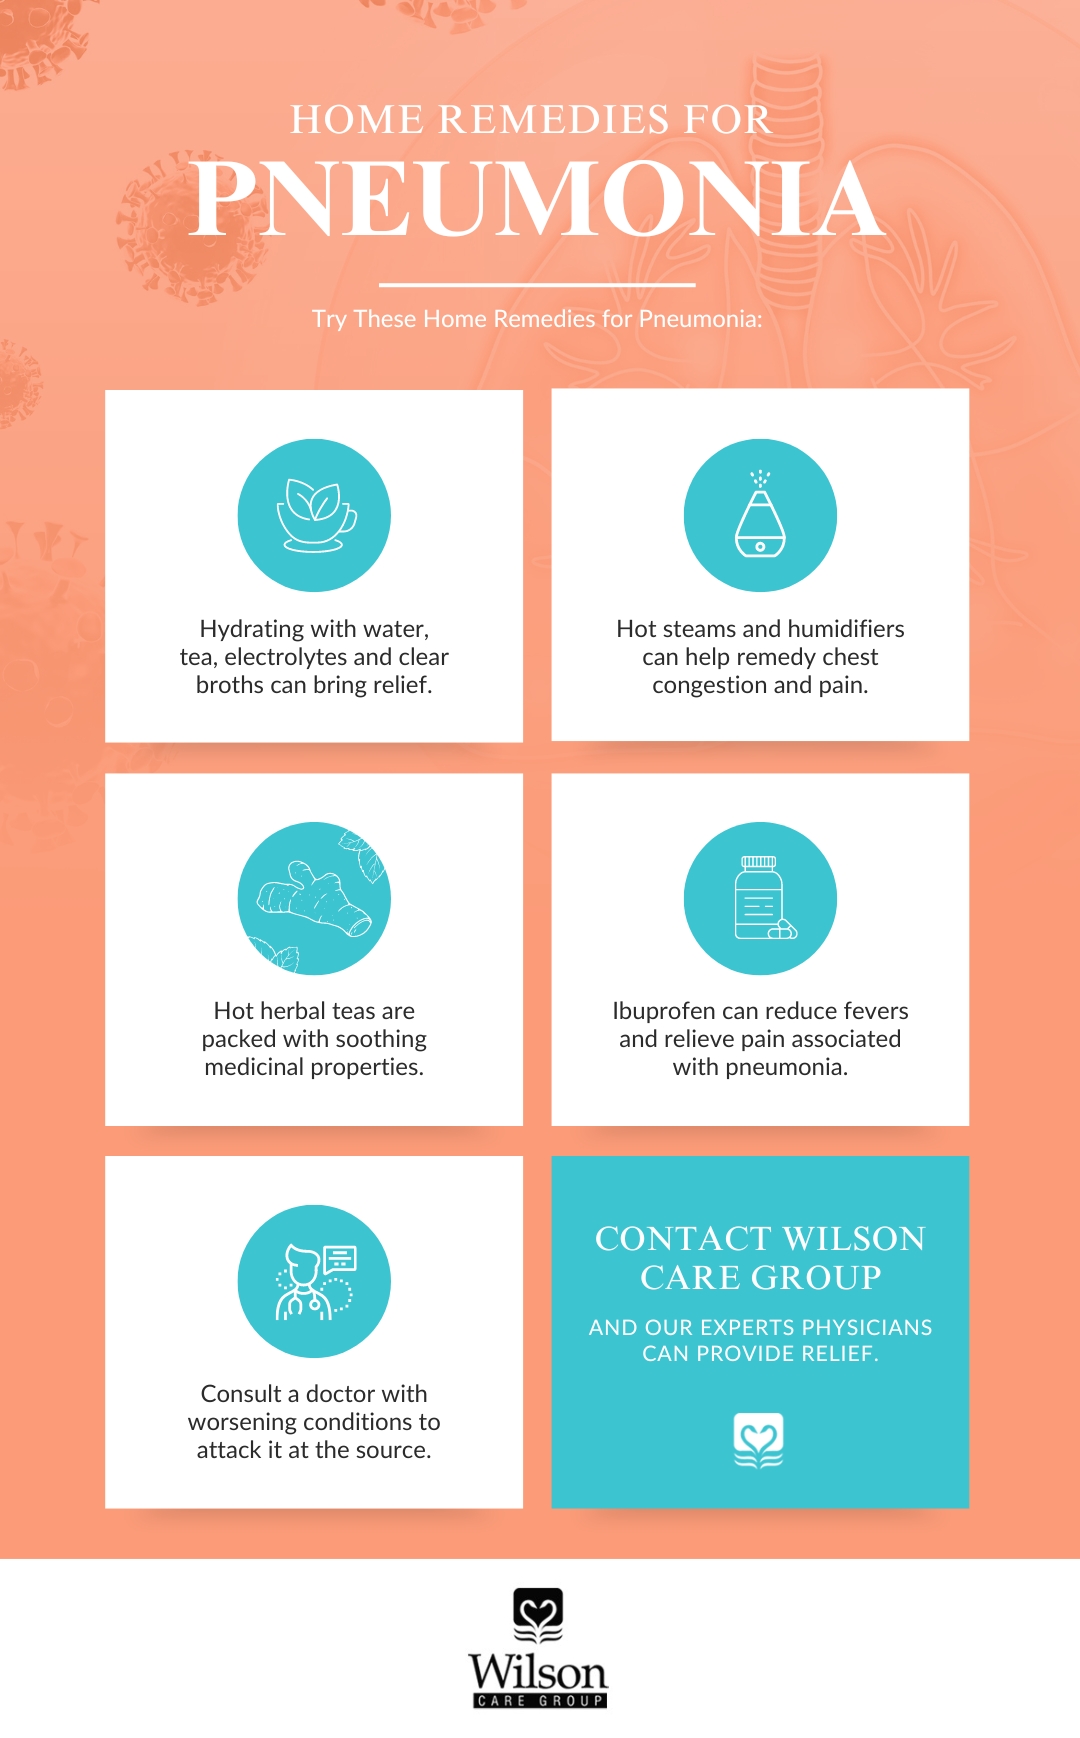 HOME REMEDIES FOR
PNEUMONIA
Try These Home Remedies for Pneumonia:
Hydrating with water,
tea, electrolytes and clear
broths can bring relief.
Hot steams and humidifiers
can help remedy chest
congestion and pain.
Hot herbal teas are
packed with soothing
medicinal properties.
Ibuprofen can reduce fevers
and relieve pain associated
with pneumonia.
Consult a doctor with
worsening conditions to
attack it at the source.
CONTACT WILSON
CARE GROUP
AND OUR EXPERTS PHYSICIANS
CAN PROVIDE RELIEF.
Wilson
CARE GROUP